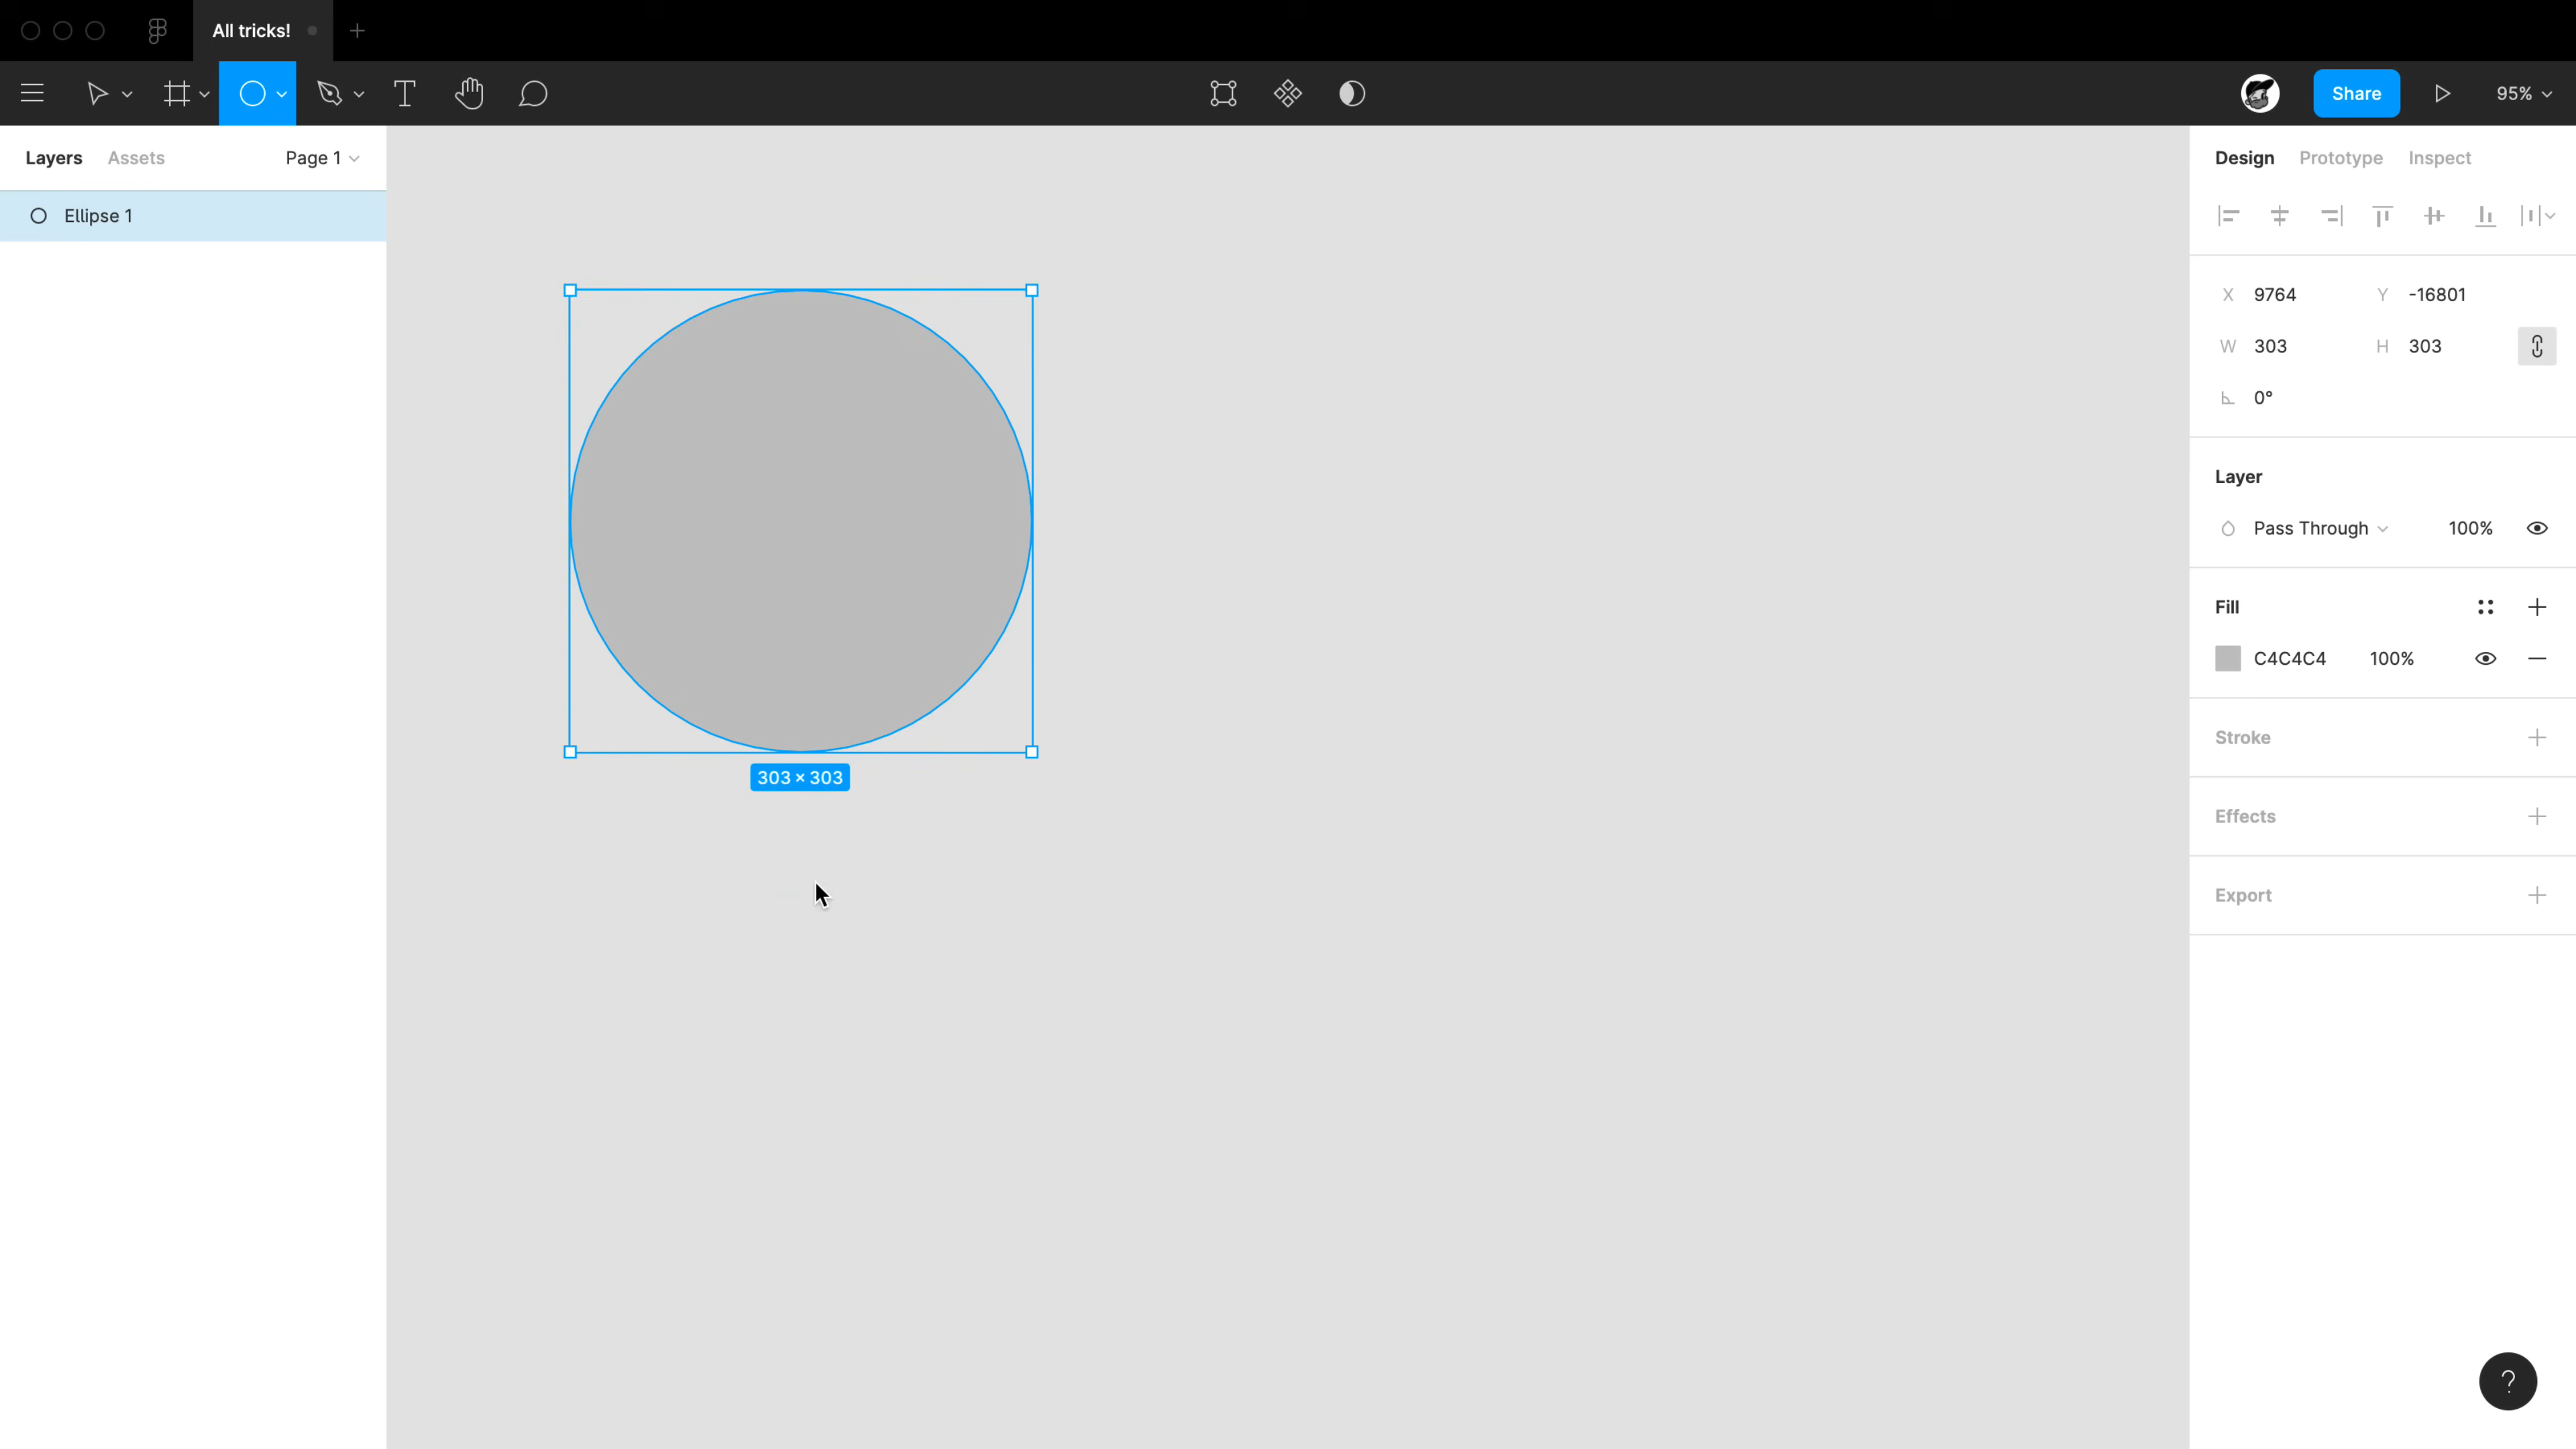 All tricks!
Share
95%
Layers Assets Page 1
Design Prototype Inspect
Ellipse 1
X 9764 Y -16801
W 303 H 303
0°
Layer
Pass Through 100%
Fill
C4C4C4 100%
Stroke
303 × 303
Effects
Export
?